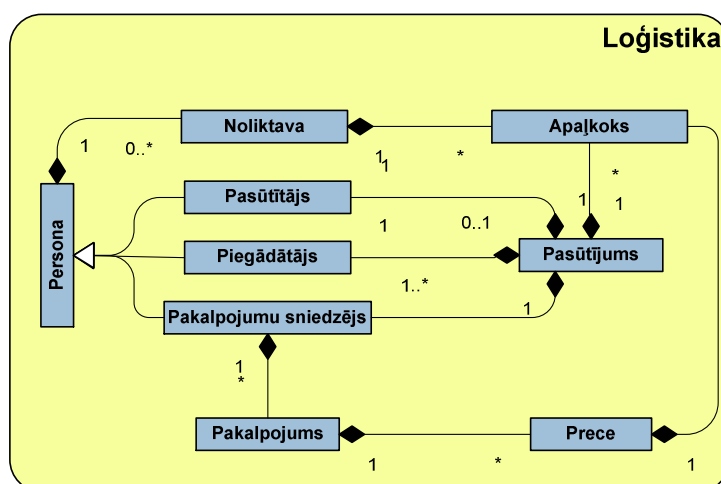 Loģistika
Noliktava
Apaļkoks
1
0..*
1
1
*
*
Pasūtītājs
1
0..1
1
1
Persona
Piegādātājs
Pasūtījums
1..*
1
Pakalpojumu sniedzējs
1
*
Pakalpojums
Prece
1
*
1